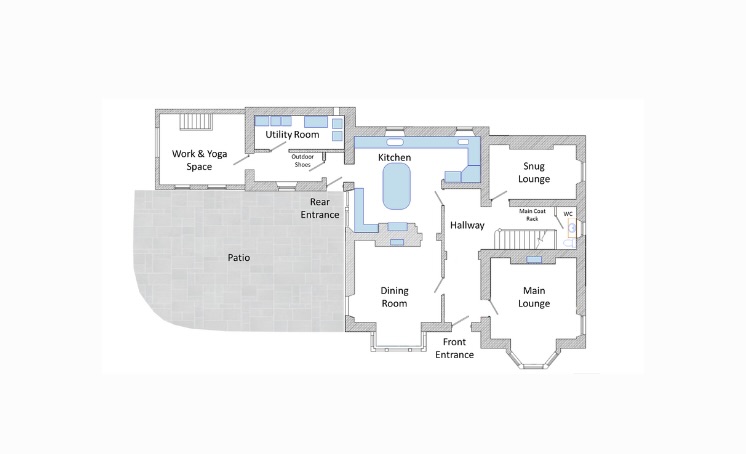 Utility Room
Work & Yoga
Space
Outdoor
Shoes
Kitchen
Snug
Lounge
Rear
Entrance
Hallway
Main Coat
Rack
WC
Patio
Dining
Room
Main
Lounge
Front
Entrance